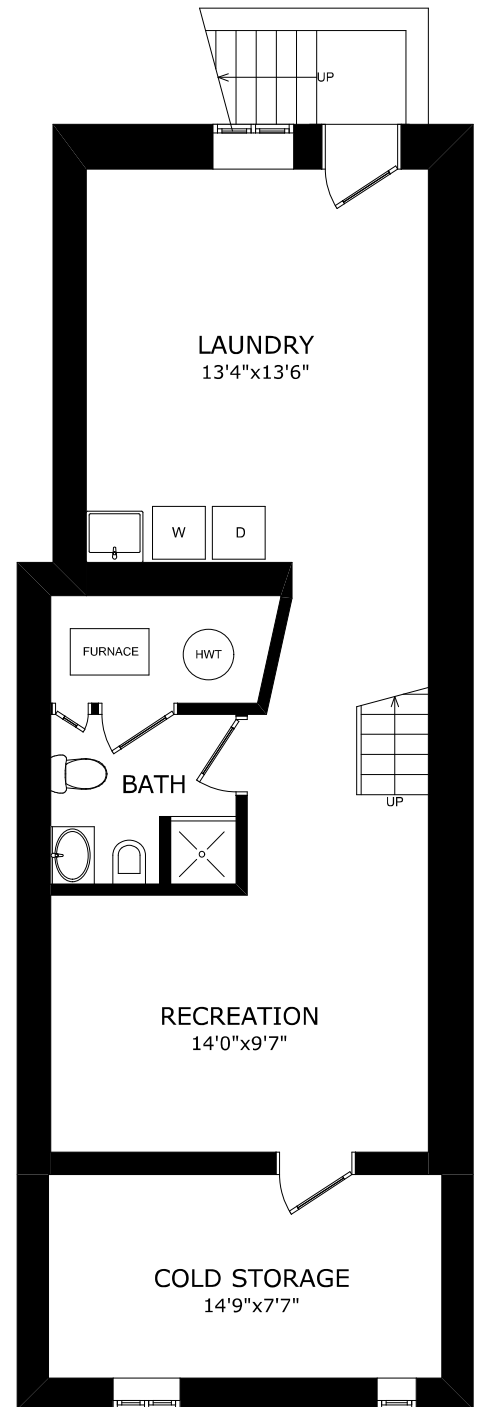 UP
LAUNDRY
13'4"x13'6"
W
D
FURNACE
HWT
BATH
UP
RECREATION
14'0"x9'7"
COLD STORAGE
14'9"x7'7"